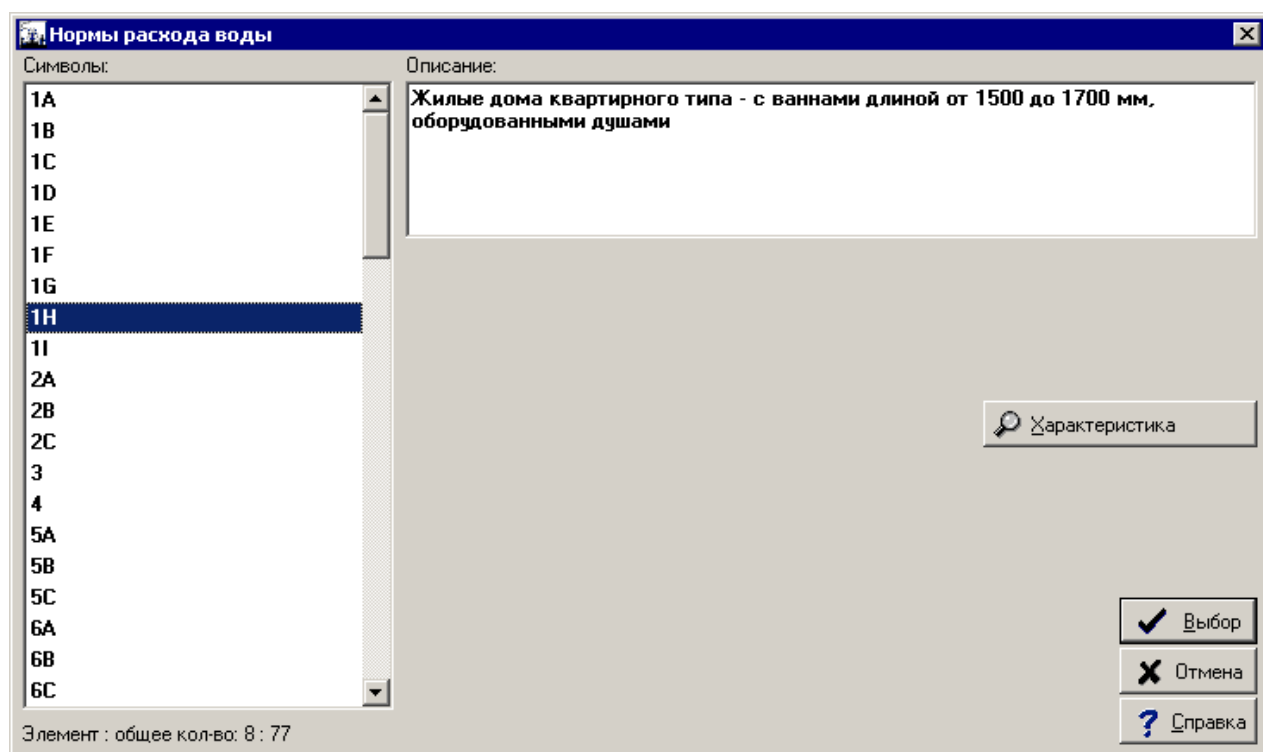 Нормы расхода воды
Символы:
Описание:
1A
1B
1C
1D
1E
1F
1G
1H
1I
2A
2B
2C
3
4
5A
5B
5C
6A
6B
6C
Жилые дома квартирного типа - с ваннами длиной от 1500 до 1700 мм,
оборудованными душами
Характеристика
Выбор
Отмена
Справка
Элемент : общее кол-во: 8 : 77